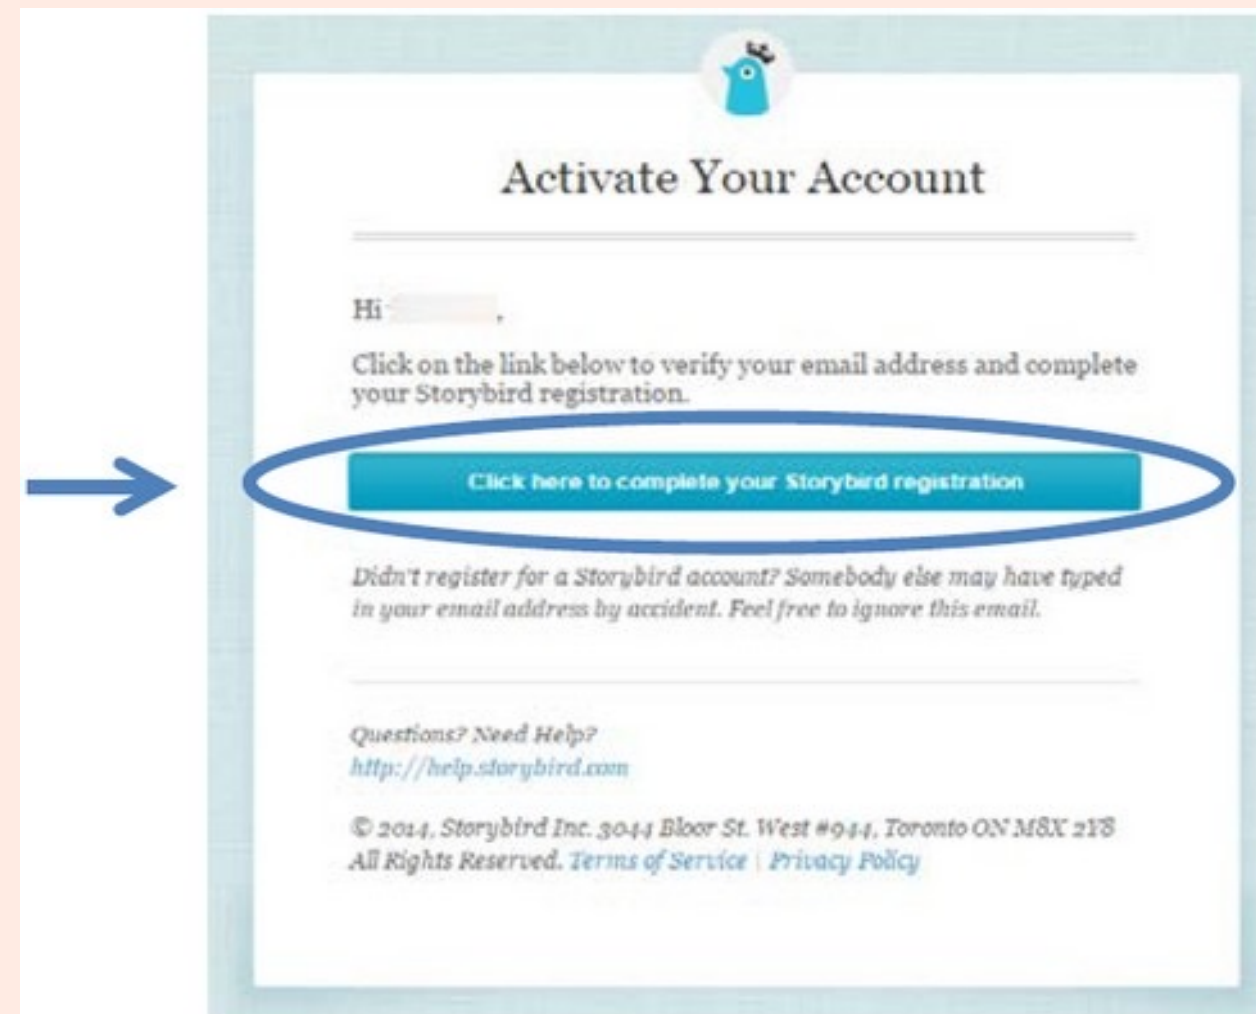 Activate Your Account
Hi ,
Click on the link below to verify your email address and complete
your Storybird registration.
Click here to complete your Storybird registration
Didn't register for a Storybird account? Somebody else may have typed
in your email address by accident. Feel free to ignore this email.
Questions? Need Help?
http://help.storybird.com
© 2014, Storybird Inc. 3044 Bloor St. West #944, Toronto ON M8X 2Y8
All Rights Reserved. Terms of Service | Privacy Policy